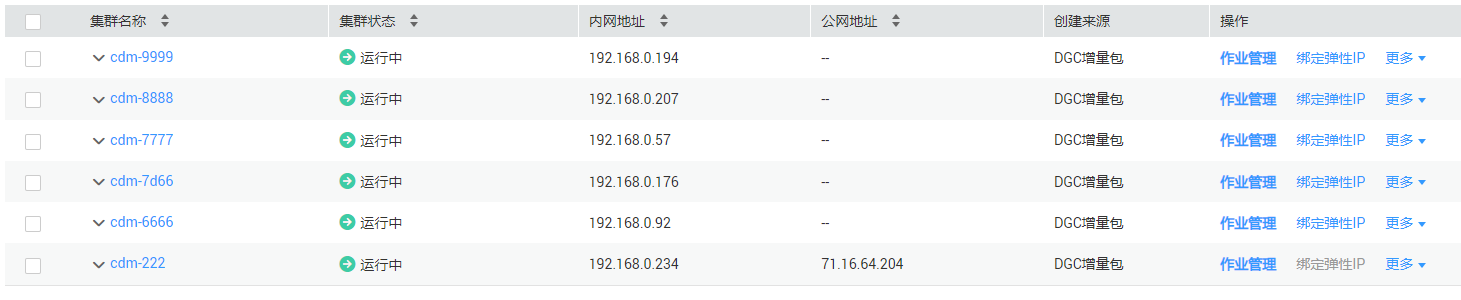 集群名称 集群状态 内网地址 公网地址 创建来源 操作
cdm-9999 运行中 192.168.0.194 -- DGC增量包 作业管理 绑定弹性IP 更多
cdm-8888 运行中 192.168.0.207 -- DGC增量包 作业管理 绑定弹性IP 更多
cdm-7777 运行中 192.168.0.57 -- DGC增量包 作业管理 绑定弹性IP 更多
cdm-7d66 运行中 192.168.0.176 -- DGC增量包 作业管理 绑定弹性IP 更多
cdm-6666 运行中 192.168.0.92 -- DGC增量包 作业管理 绑定弹性IP 更多
cdm-222 运行中 192.168.0.234 71.16.64.204 DGC增量包 作业管理 绑定弹性IP 更多